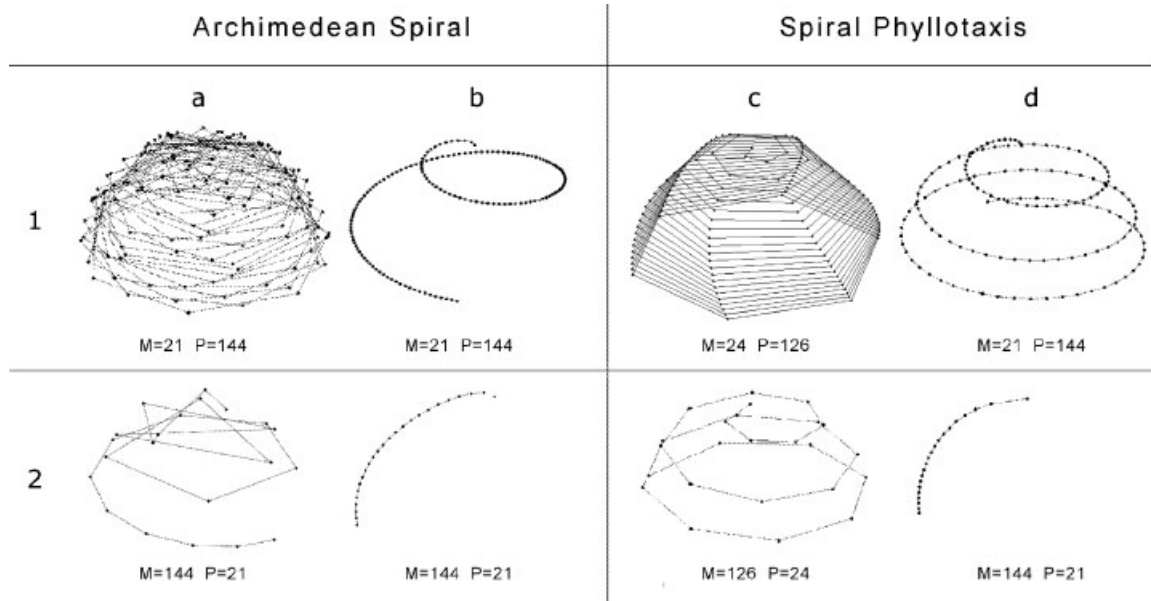 Archimedean Spiral Spiral Phyllotaxis
a b c d
1
M=21 P=144 M=21 P=144 M=24 P=126 M=21 P=144
2
M=144 P=21 M=144 P=21 M=126 P=24 M=144 P=21